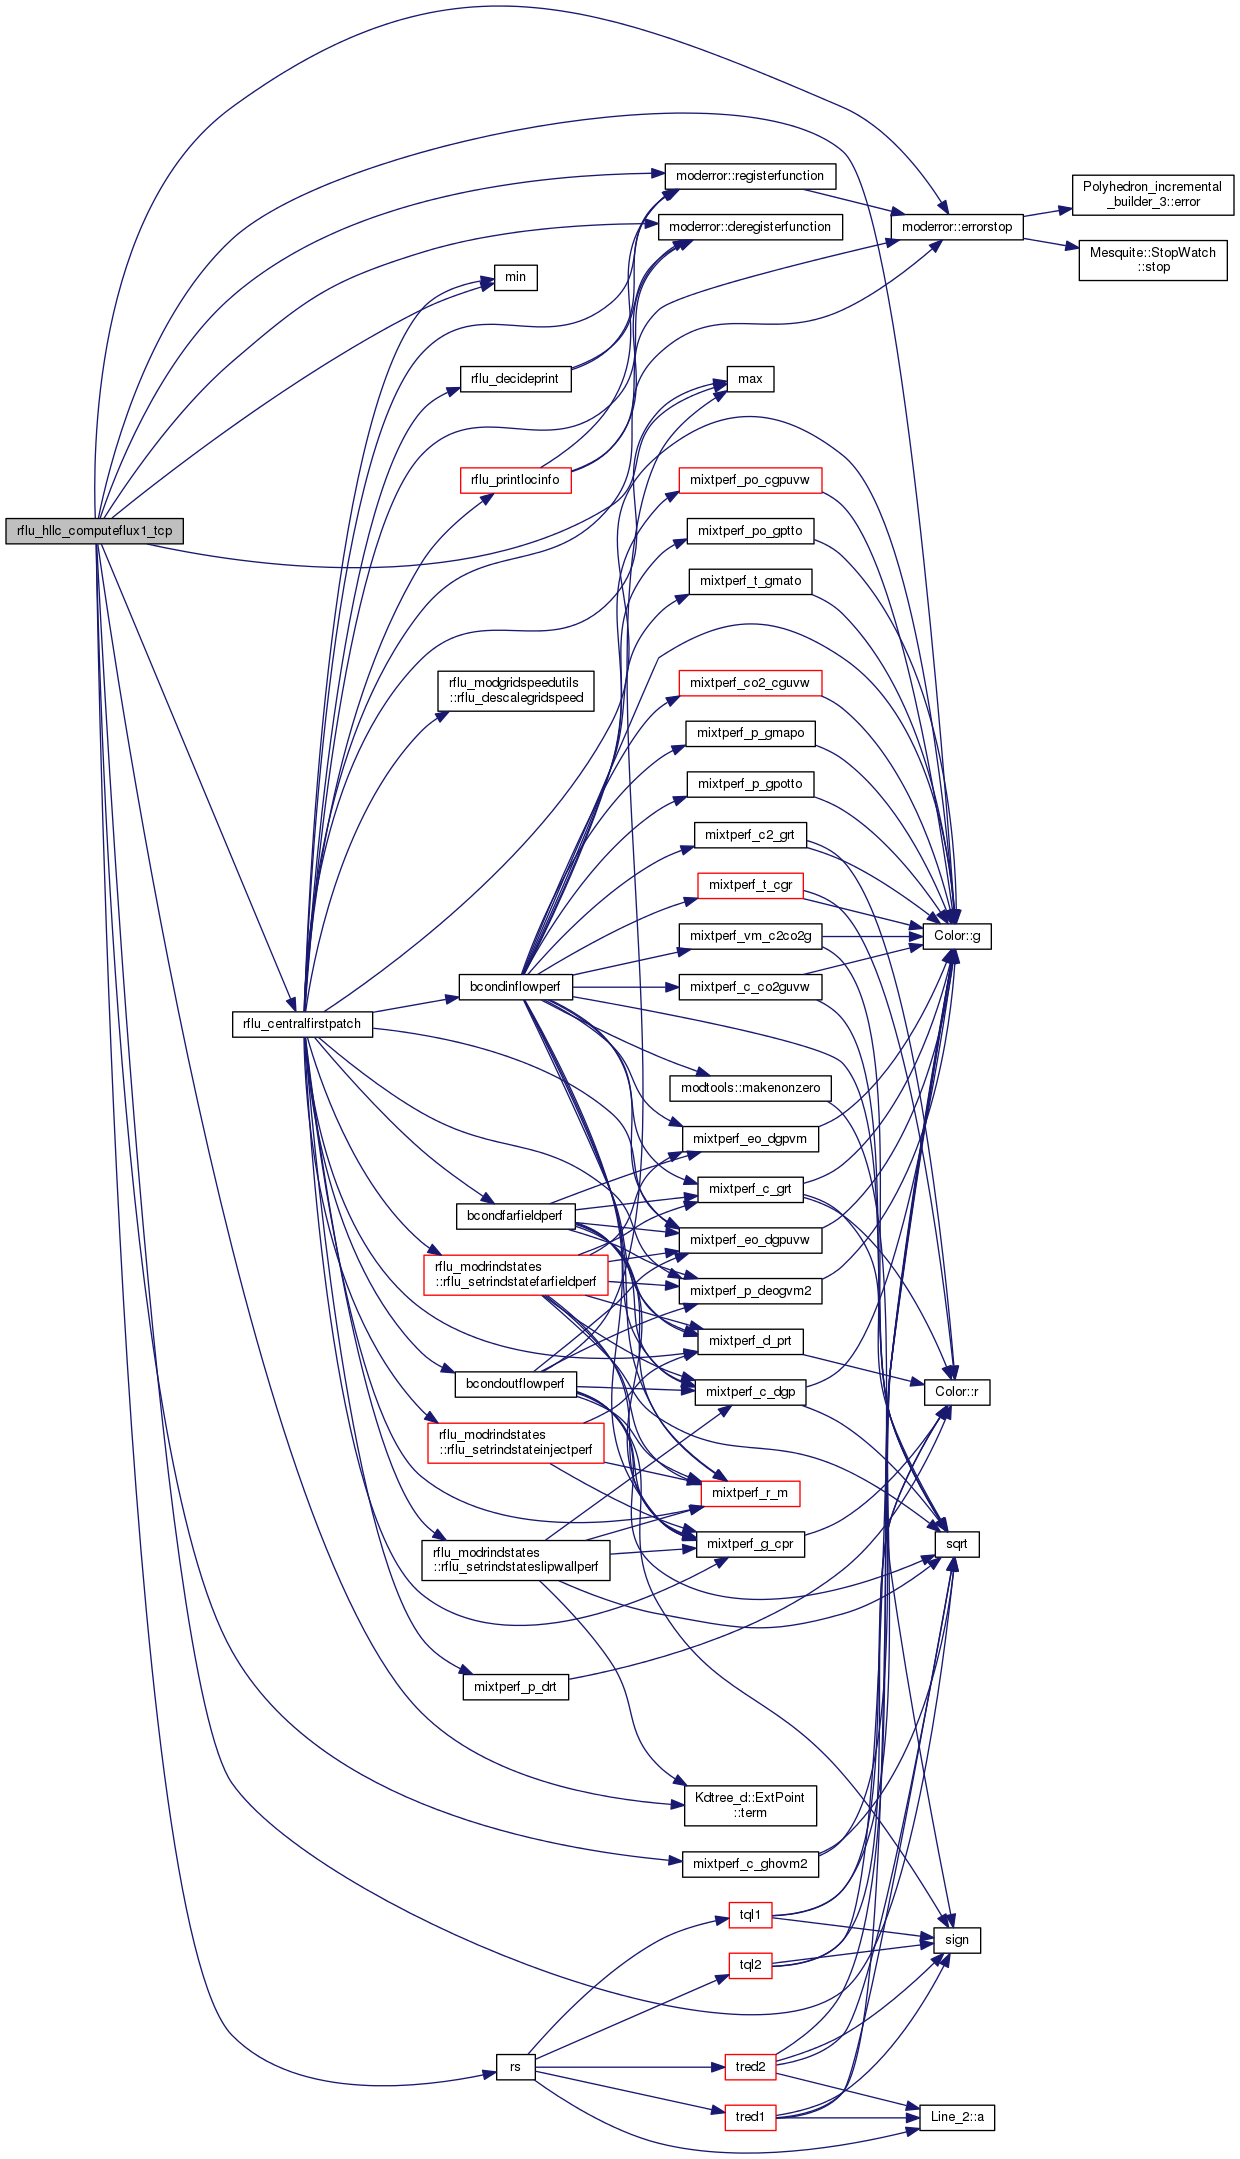 moderror::registerfunction
Polyhedron_incremental
_builder_3::error
moderror::deregisterfunction
moderror::errorstop
Mesquite::StopWatch
::stop
min
rflu_decideprint
max
rflu_printlocinfo
mixtperf_po_cgpuvw
rflu_hllc_computeflux1_tcp
mixtperf_po_gptto
mixtperf_t_gmato
rflu_modgridspeedutils
::rflu_descalegridspeed
mixtperf_co2_cguvw
mixtperf_p_gmapo
mixtperf_p_gpotto
mixtperf_c2_grt
mixtperf_t_cgr
mixtperf_vm_c2co2g
Color::g
bcondinflowperf
mixtperf_c_co2guvw
rflu_centralfirstpatch
modtools::makenonzero
mixtperf_eo_dgpvm
mixtperf_c_grt
bcondfarfieldperf
mixtperf_eo_dgpuvw
rflu_modrindstates
::rflu_setrindstatefarfieldperf
mixtperf_p_deogvm2
mixtperf_d_prt
bcondoutflowperf
mixtperf_c_dgp
Color::r
rflu_modrindstates
::rflu_setrindstateinjectperf
mixtperf_r_m
mixtperf_g_cpr
sqrt
rflu_modrindstates
::rflu_setrindstateslipwallperf
mixtperf_p_drt
Kdtree_d::ExtPoint
::term
mixtperf_c_ghovm2
tql1
sign
tql2
rs
tred2
tred1
Line_2::a